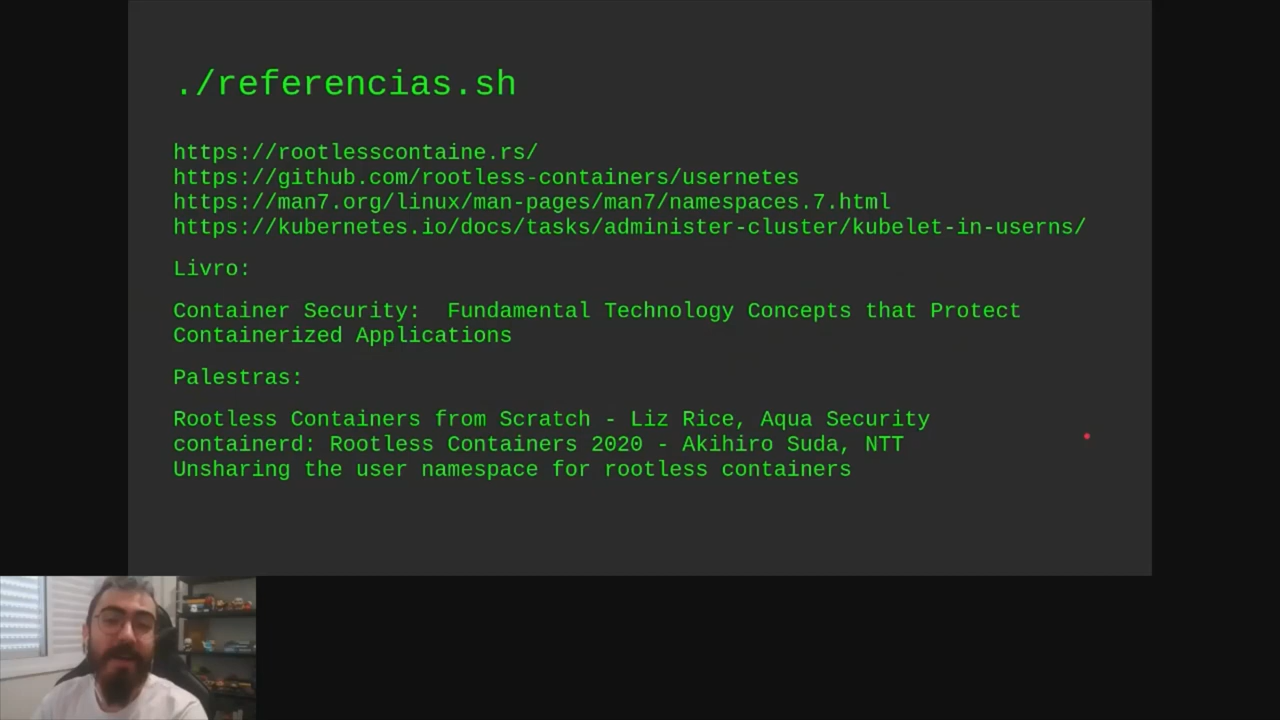 ./referencias.sh
https://rootlesscontaine.rs/
https://github.com/rootless-containers/usernetes
https://man7.org/linux/man-pages/man7/namespaces.7.html
https://kubernetes.io/docs/tasks/administer-cluster/kubelet-in-userns/
Livro:
Container Security:  Fundamental Technology Concepts that Protect
Containerized Applications
Palestras:
Rootless Containers from Scratch - Liz Rice, Aqua Security
containerd: Rootless Containers 2020 - Akihiro Suda, NTT
Unsharing the user namespace for rootless containers